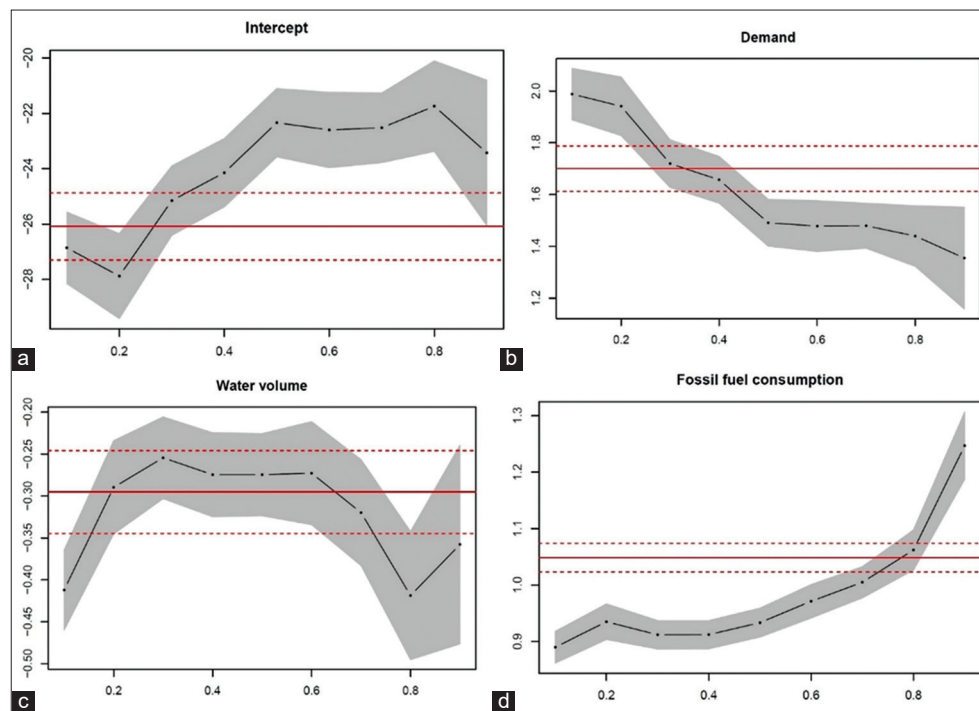 Intercept
−20
−22
−24
−26
−28
0.2 0.4 0.6 0.8
a
Demand
2.0
1.8
1.6
1.4
1.2
0.2 0.4 0.6 0.8
b
Water volume
−0.20
−0.25
−0.30
−0.35
−0.40
−0.45
−0.50
0.2 0.4 0.6 0.8
c
Fossil fuel consumption
1.3
1.2
1.1
1.0
0.9
0.2 0.4 0.6 0.8
d